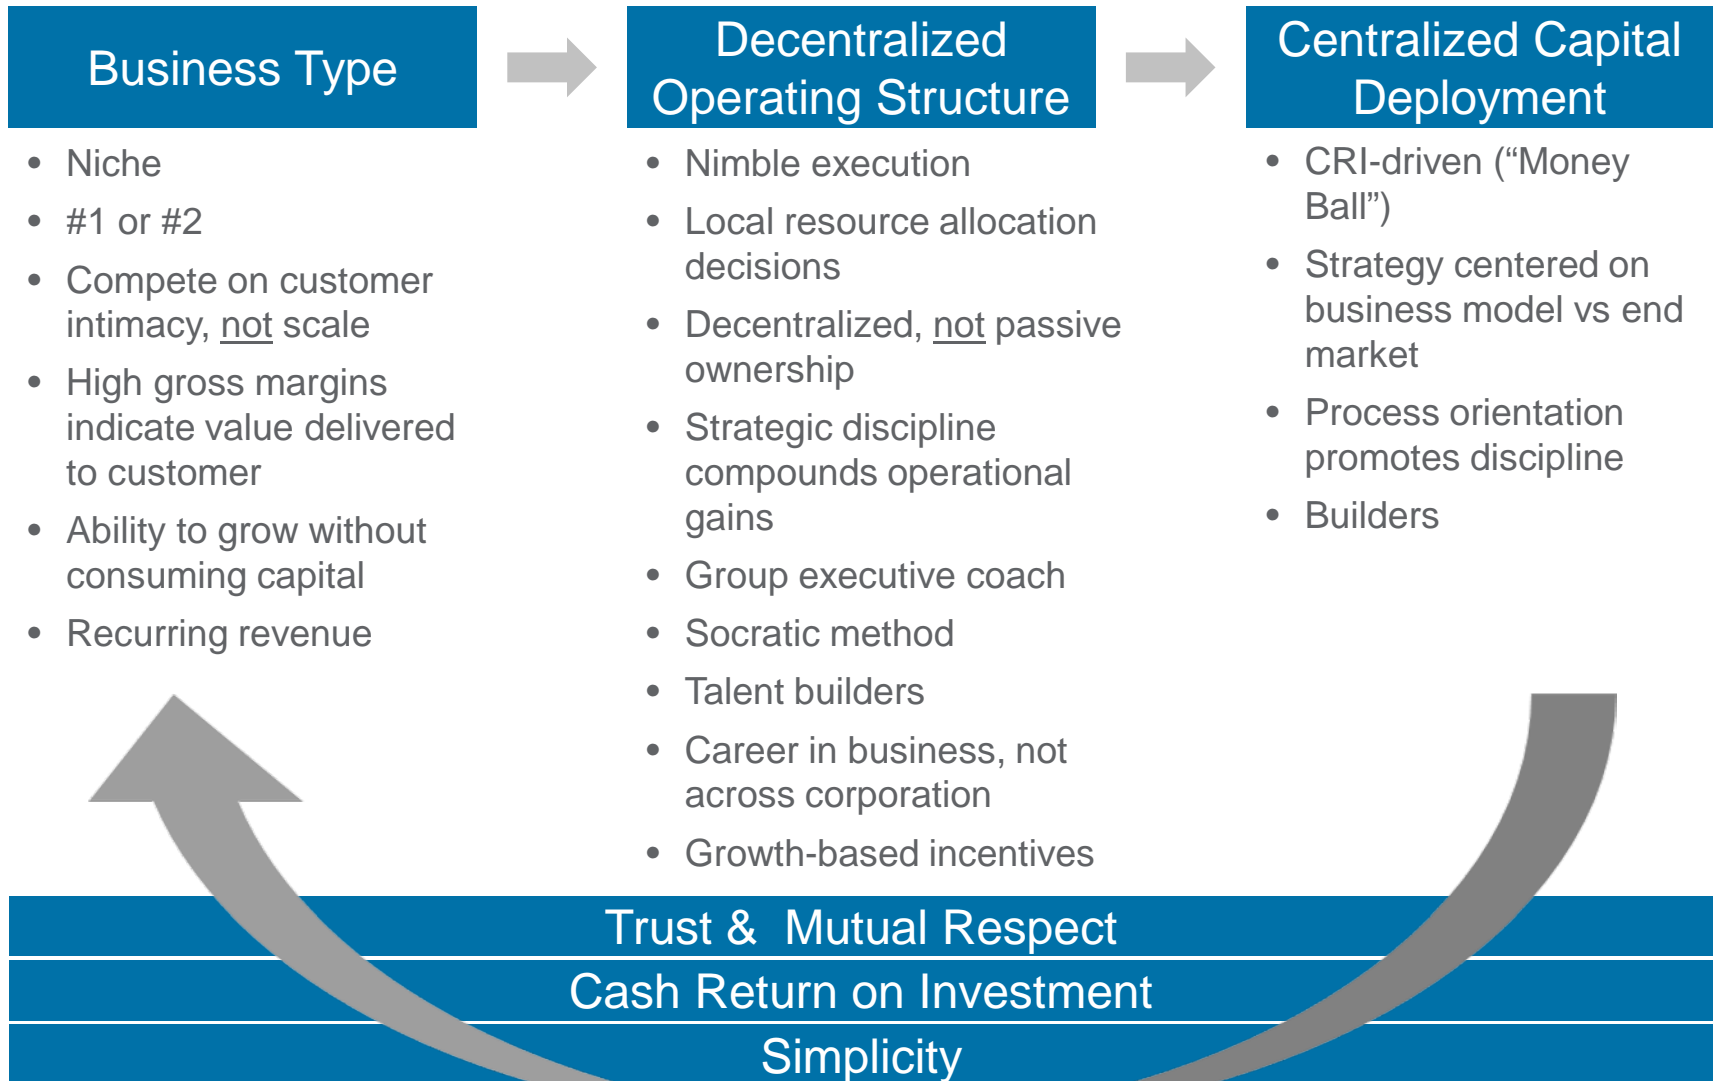 Business Type
• Niche
• #1 or #2
• Compete on customer
intimacy, not scale
• High gross margins
indicate value delivered
to customer
• Ability to grow without
consuming capital
• Recurring revenue
Decentralized
Operating Structure
• Nimble execution
• Local resource allocation
decisions
• Decentralized, not passive
ownership
• Strategic discipline
compounds operational
gains
• Group executive coach
• Socratic method
• Talent builders
• Career in business, not
across corporation
• Growth-based incentives
Centralized Capital
Deployment
• CRI-driven (“Money
Ball”)
• Strategy centered on
business model vs end
market
• Process orientation
promotes discipline
• Builders
Trust &  Mutual Respect
Cash Return on Investment
Simplicity